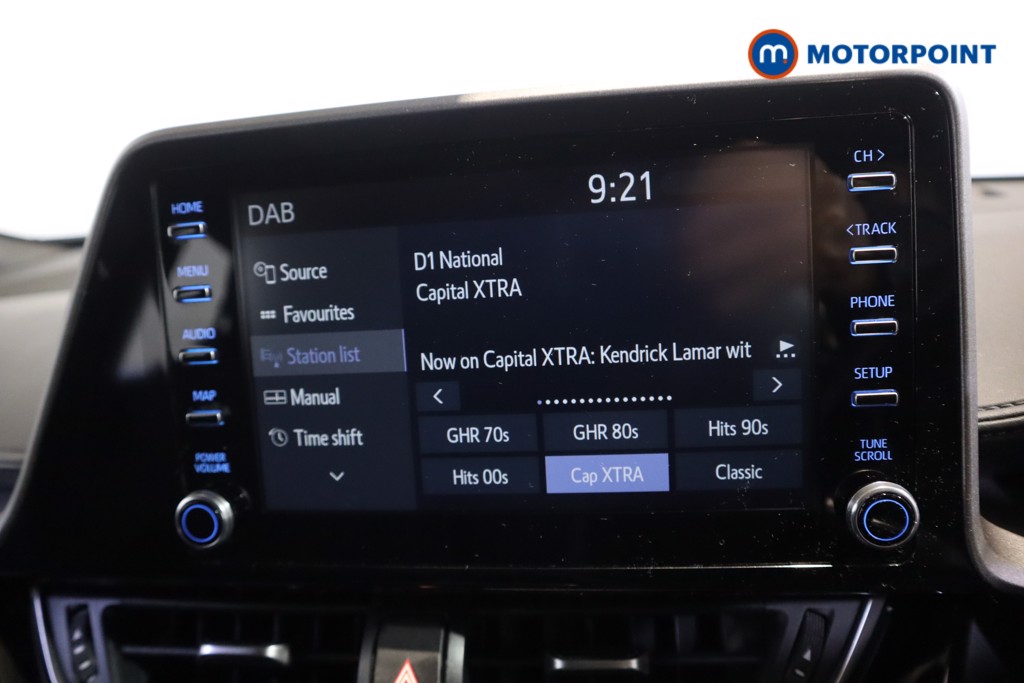 m
MOTORPOINT
HOME
MENU
AUDIO
MAP
POWER
VOLUME
DAB
9:21
Source
Favourites
Station list
Manual
Time shift
D1 National
Capital XTRA
Now on Capital XTRA: Kendrick Lamar wit
<
>
GHR 70s
GHR 80s
Hits 90s
Hits 00s
Cap XTRA
Classic
CH >
< TRACK
PHONE
SETUP
TUNE
SCROLL